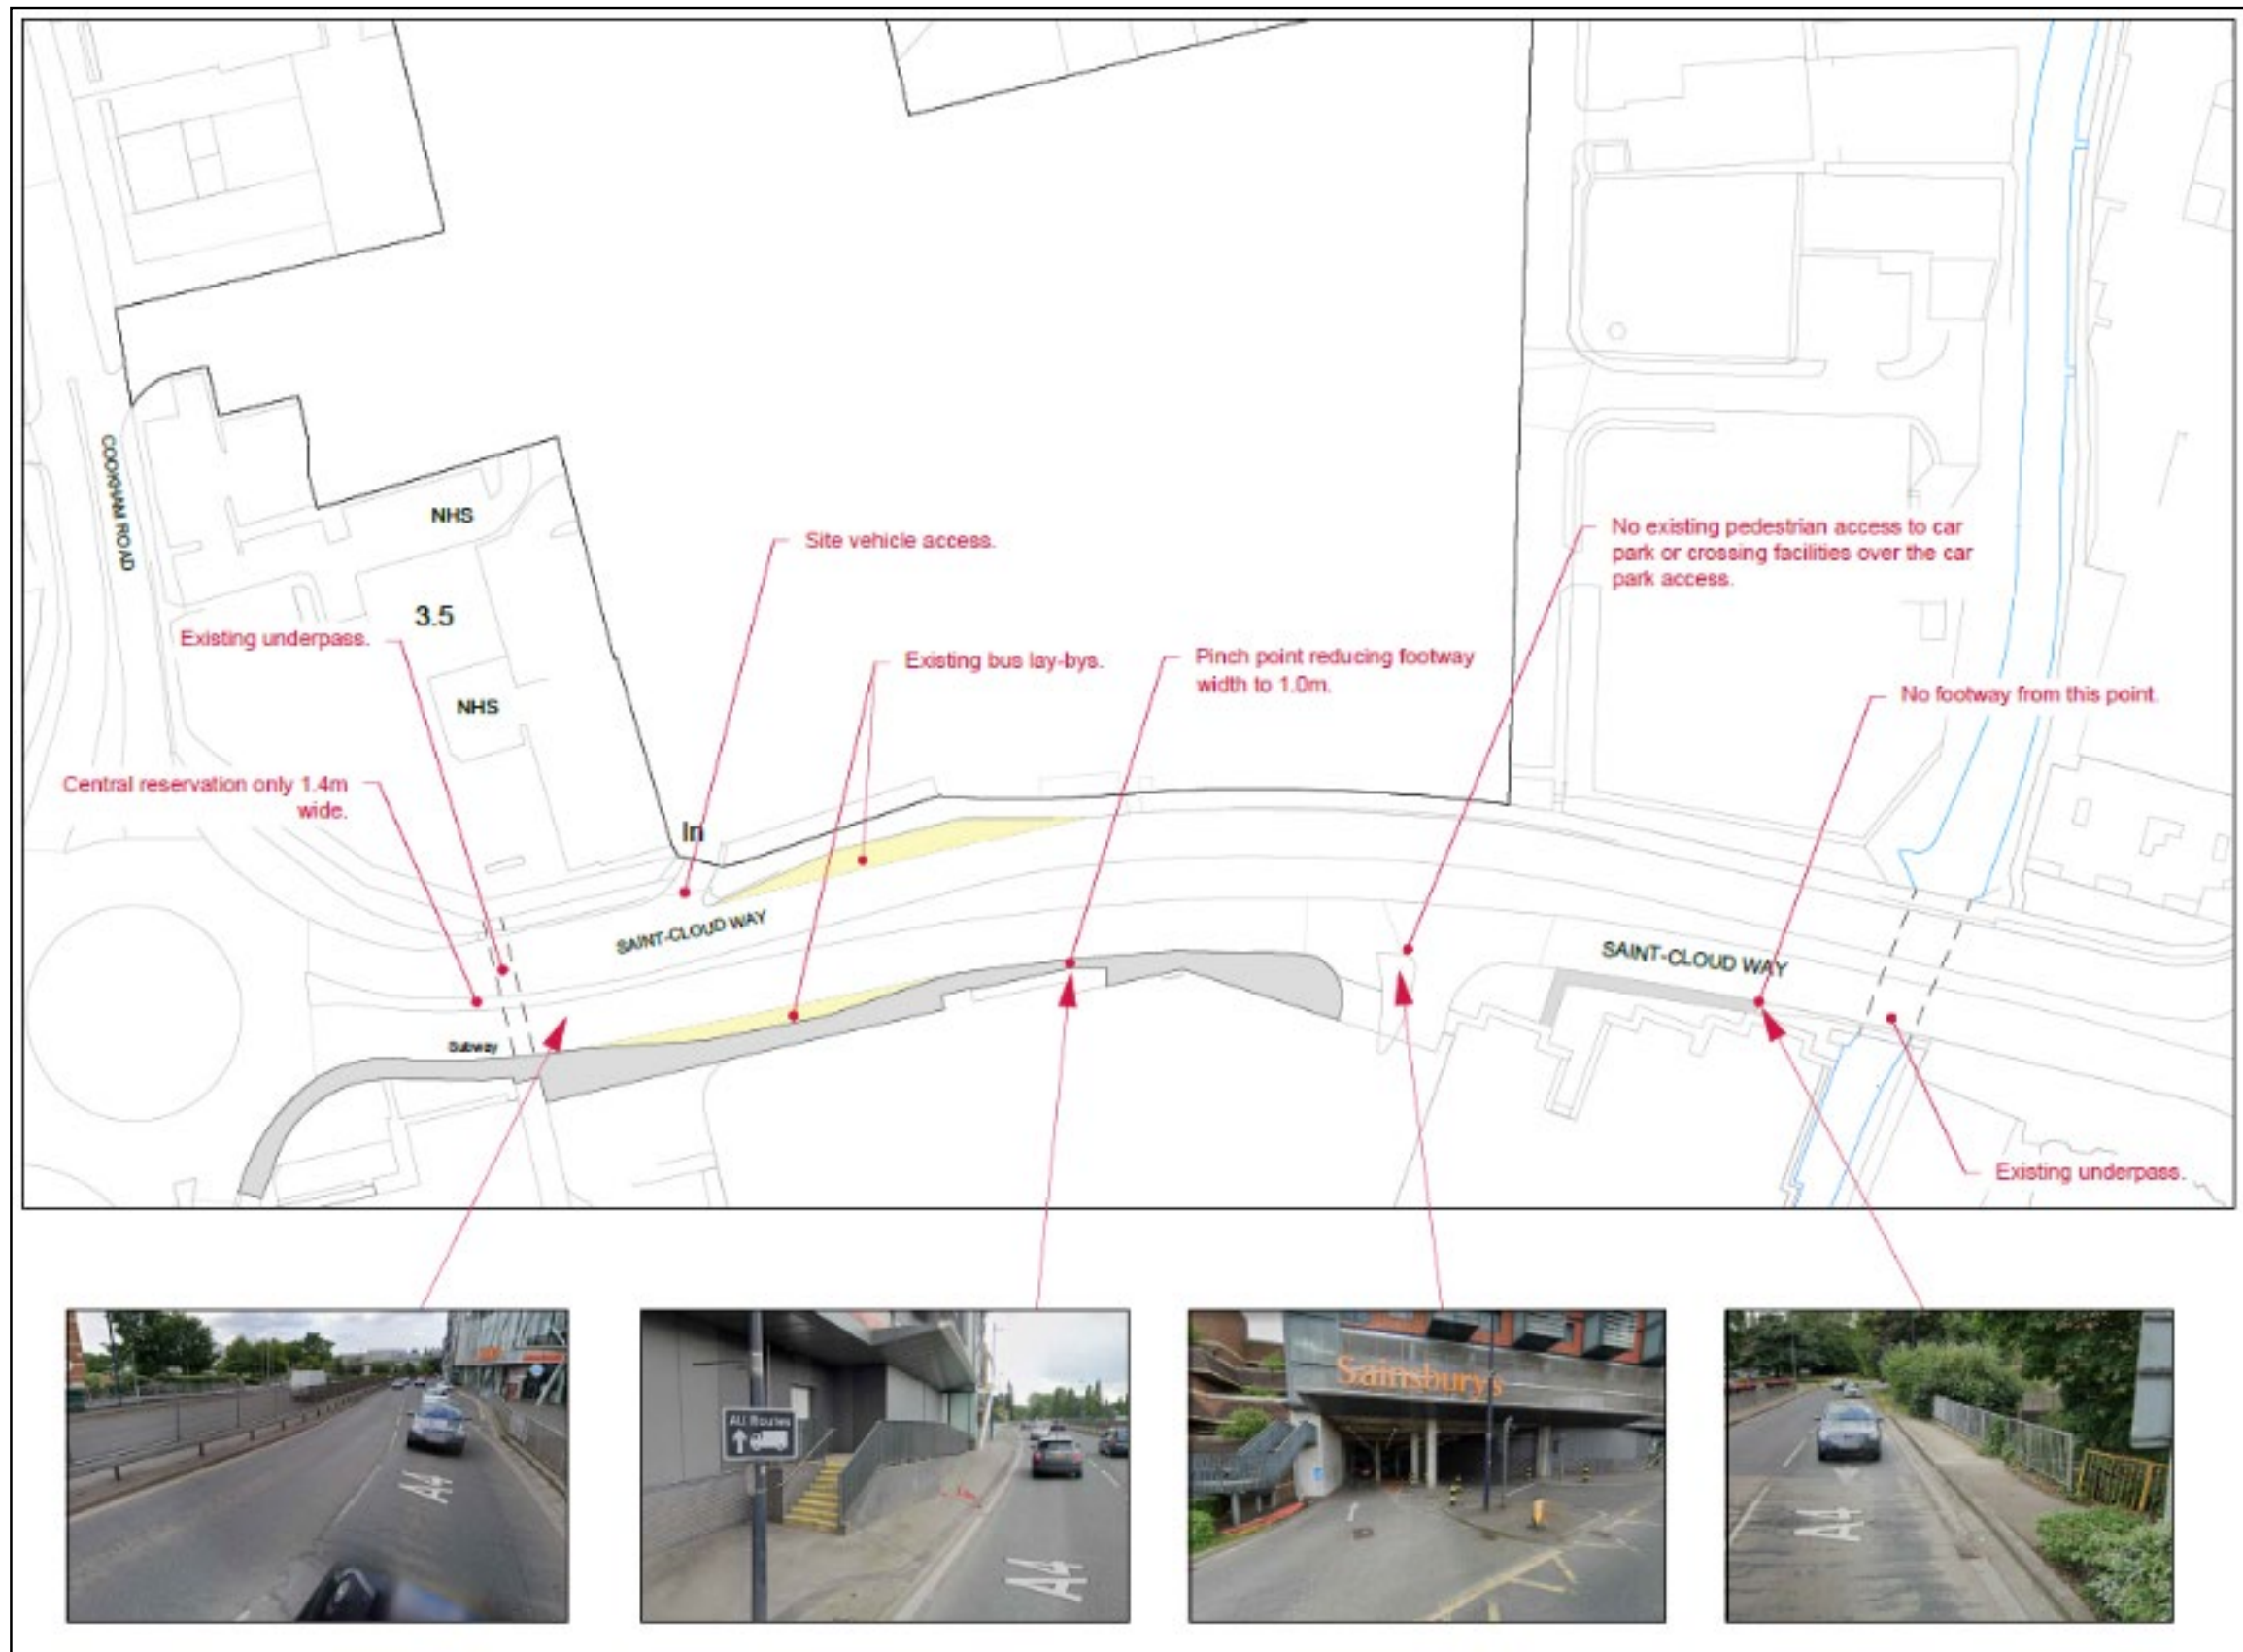 COOKHAM ROAD
NHS
3.5
NHS
Site vehicle access.
No existing pedestrian access to car
park or crossing facilities over the car
park access.
Existing underpass.
Existing bus lay-bys.
Pinch point reducing footway
width to 1.0m.
No footway from this point.
Central reservation only 1.4m
wide.
In
SAINT-CLOUD WAY
SAINT-CLOUD WAY
Subway
Existing underpass.
A4
All Routes
A4
Sainsbury's
A4